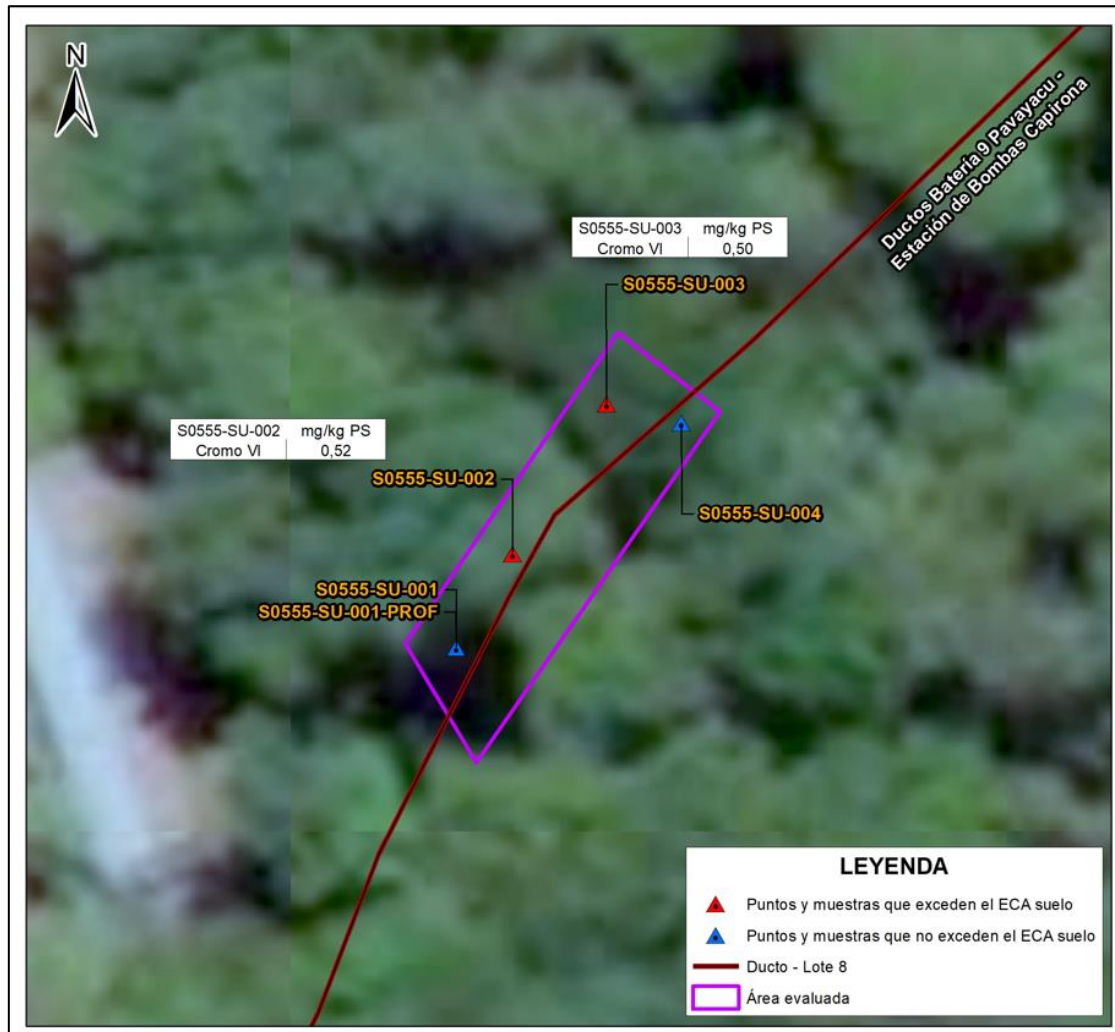 N
Ductos Batería 9 Pavayacu -
Estación de Bombas Capirona
S0555-SU-003 mg/kg PS
Cromo VI 0,50
S0555-SU-003
S0555-SU-002 mg/kg PS
Cromo VI 0,52
S0555-SU-002
S0555-SU-004
S0555-SU-001
S0555-SU-001-PROF
LEYENDA
Puntos y muestras que exceden el ECA suelo
Puntos y muestras que no exceden el ECA suelo
Ducto - Lote 8
Área evaluada